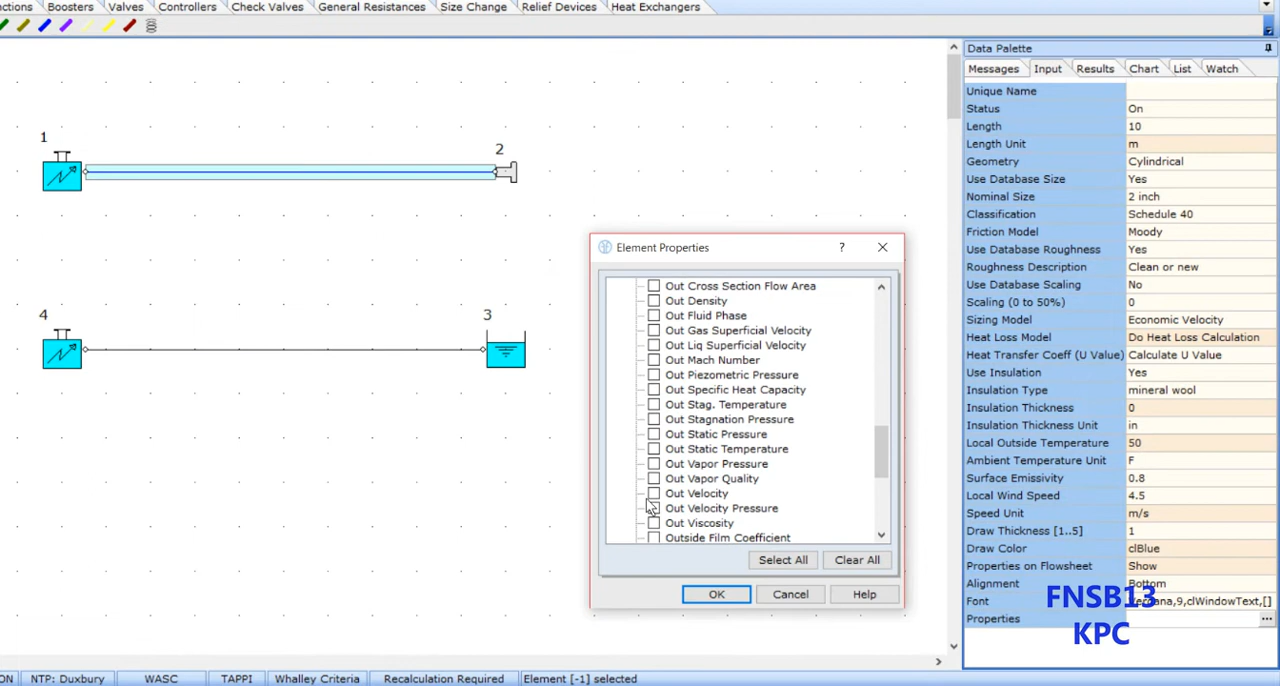 ctions Boosters Valves Controllers Check Valves General Resistances Size Change Relief Devices Heat Exchangers
Data Palette
Messages Input Results Chart List Watch
Unique Name
Status On
Length 10
Length Unit m
Geometry Cylindrical
Use Database Size Yes
Nominal Size 2 inch
Classification Schedule 40
Friction Model Moody
Use Database Roughness Yes
Roughness Description Clean or new
Use Database Scaling No
Scaling (0 to 50%) 0
Sizing Model Economic Velocity
Heat Loss Model Do Heat Loss Calculation
Heat Transfer Coeff (U Value) Calculate U Value
Use Insulation Yes
Insulation Type mineral wool
Insulation Thickness 0
Insulation Thickness Unit in
Local Outside Temperature 50
Ambient Temperature Unit F
Surface Emissivity 0.8
Local Wind Speed 4.5
Speed Unit m/s
Draw Thickness [1..5] 1
Draw Color clBlue
Properties on Flowsheet Show
Alignment Bottom
Font Verdana,9,clWindowText,[]
Properties ...
FNSB13
KPC
1
2
4
3
Element Properties ?
Out Cross Section Flow Area
Out Density
Out Fluid Phase
Out Gas Superficial Velocity
Out Liq Superficial Velocity
Out Mach Number
Out Piezometric Pressure
Out Specific Heat Capacity
Out Stag. Temperature
Out Stagnation Pressure
Out Static Pressure
Out Static Temperature
Out Vapor Pressure
Out Vapor Quality
Out Velocity
Out Velocity Pressure
Out Viscosity
Outside Film Coefficient
Select All Clear All
OK Cancel Help
ON NTP: Duxbury WASC TAPPI Whalley Criteria Recalculation Required Element [-1] selected